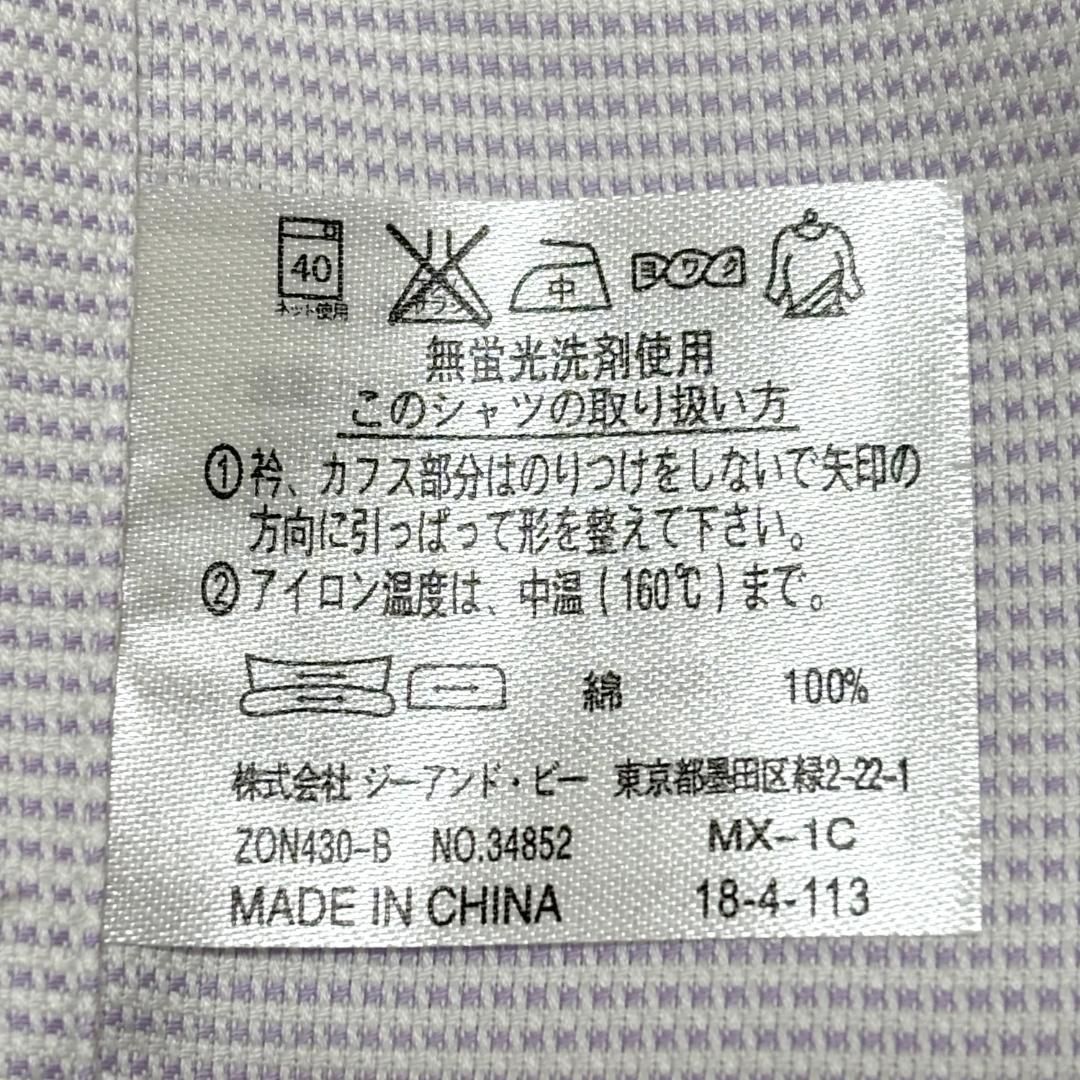 40
ネット使用
中
ヨワク
無蛍光洗剤使用
このシャツの取り扱い方
①衿、カフス部分はのりつけをしないで矢印の
方向に引っぱって形を整えて下さい。
②アイロン温度は、中温(160℃)まで。
綿 100%
株式会社 ジーアンド・ビー 東京都墨田区緑2-22-1
ZON430-B NO.34852 MX-1C
MADE IN CHINA 18-4-113